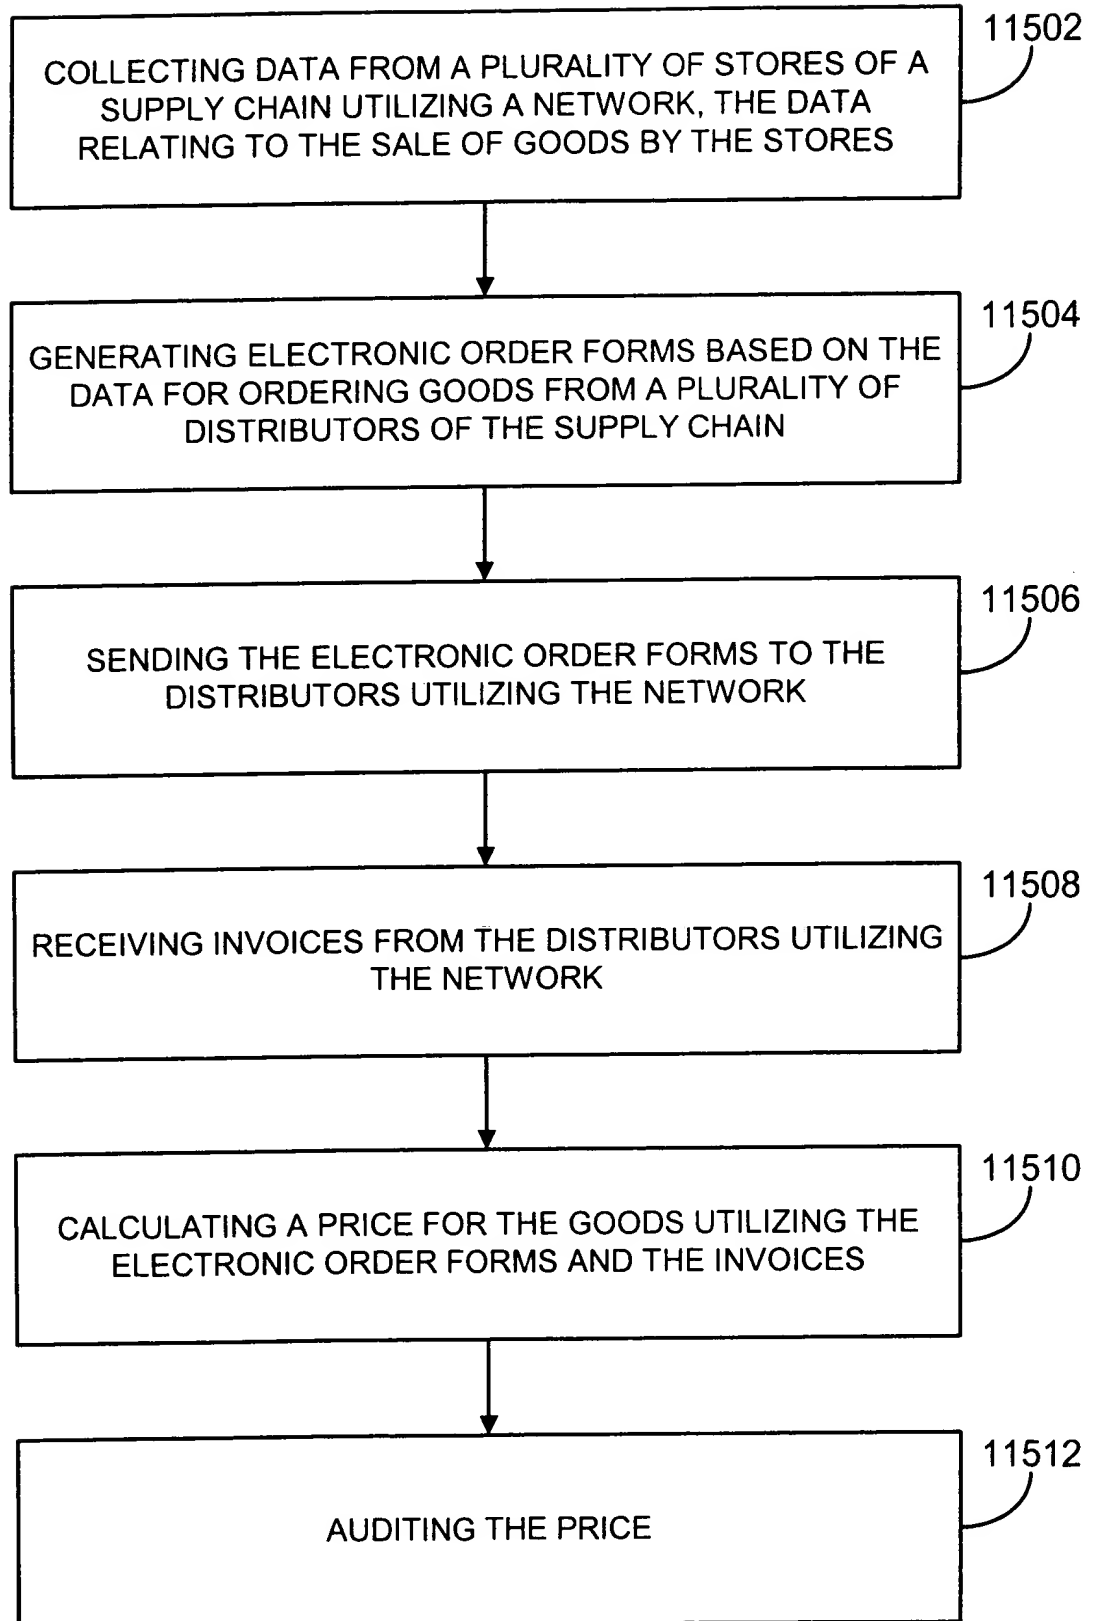 11502
COLLECTING DATA FROM A PLURALITY OF STORES OF A
SUPPLY CHAIN UTILIZING A NETWORK, THE DATA
RELATING TO THE SALE OF GOODS BY THE STORES
11504
GENERATING ELECTRONIC ORDER FORMS BASED ON THE
DATA FOR ORDERING GOODS FROM A PLURALITY OF
DISTRIBUTORS OF THE SUPPLY CHAIN
11506
SENDING THE ELECTRONIC ORDER FORMS TO THE
DISTRIBUTORS UTILIZING THE NETWORK
11508
RECEIVING INVOICES FROM THE DISTRIBUTORS UTILIZING
THE NETWORK
11510
CALCULATING A PRICE FOR THE GOODS UTILIZING THE
ELECTRONIC ORDER FORMS AND THE INVOICES
11512
AUDITING THE PRICE